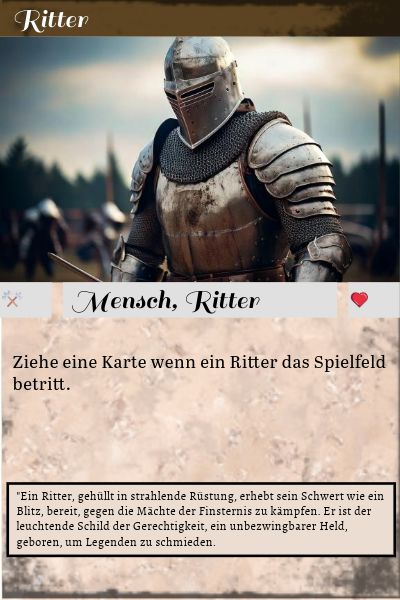 Ritter
Mensch, Ritter
Ziehe eine Karte wenn ein Ritter das Spielfeld
betritt.
"Ein Ritter, gehüllt in strahlende Rüstung, erhebt sein Schwert wie ein
Blitz, bereit, gegen die Mächte der Finsternis zu kämpfen. Er ist der
leuchtende Schild der Gerechtigkeit, ein unbezwingbarer Held,
geboren, um Legenden zu schmieden.